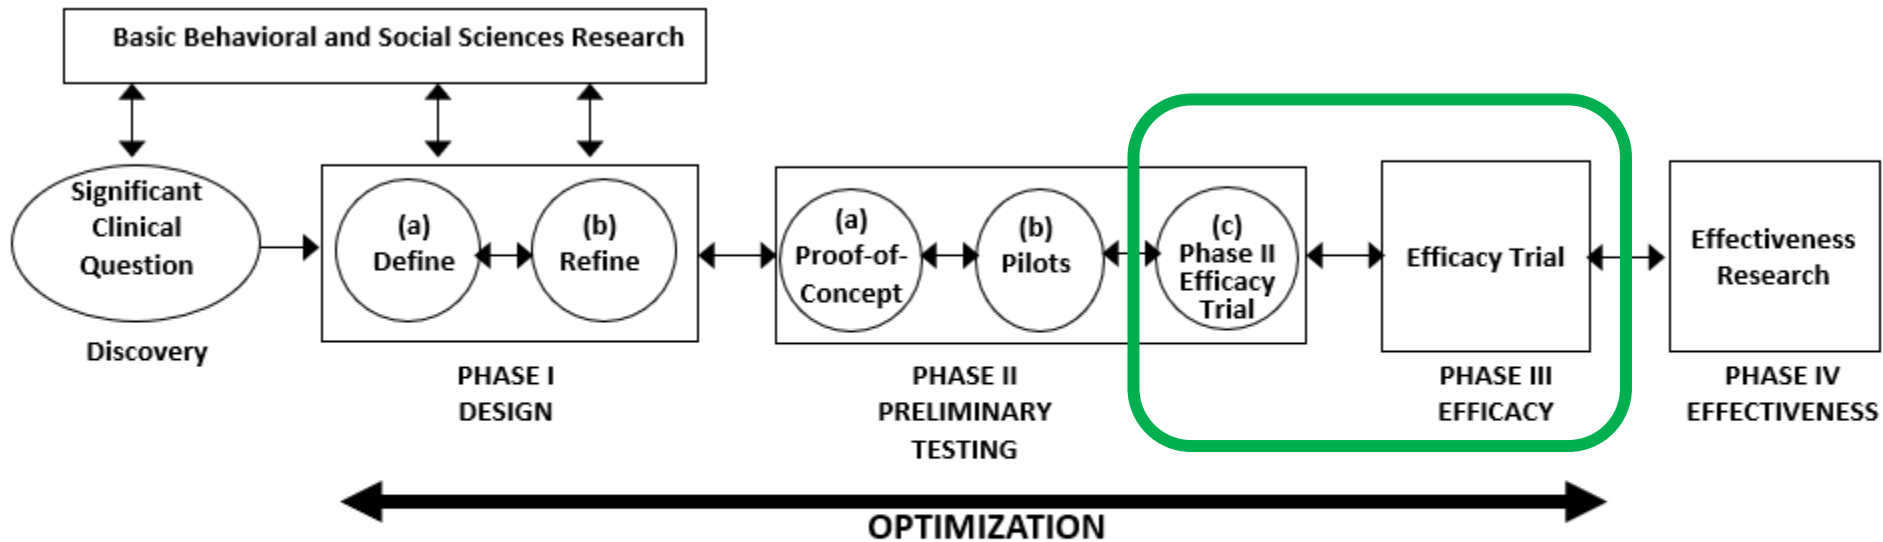 Basic Behavioral and Social Sciences Research
Significant
Clinical
Question
Discovery
(a)
Define
(b)
Refine
PHASE I
DESIGN
(a)
Proof-of-
Concept
(b)
Pilots
(c)
Phase II
Efficacy
Trial
PHASE II
PRELIMINARY
TESTING
Efficacy Trial
PHASE III
EFFICACY
Effectiveness
Research
PHASE IV
EFFECTIVENESS
OPTIMIZATION